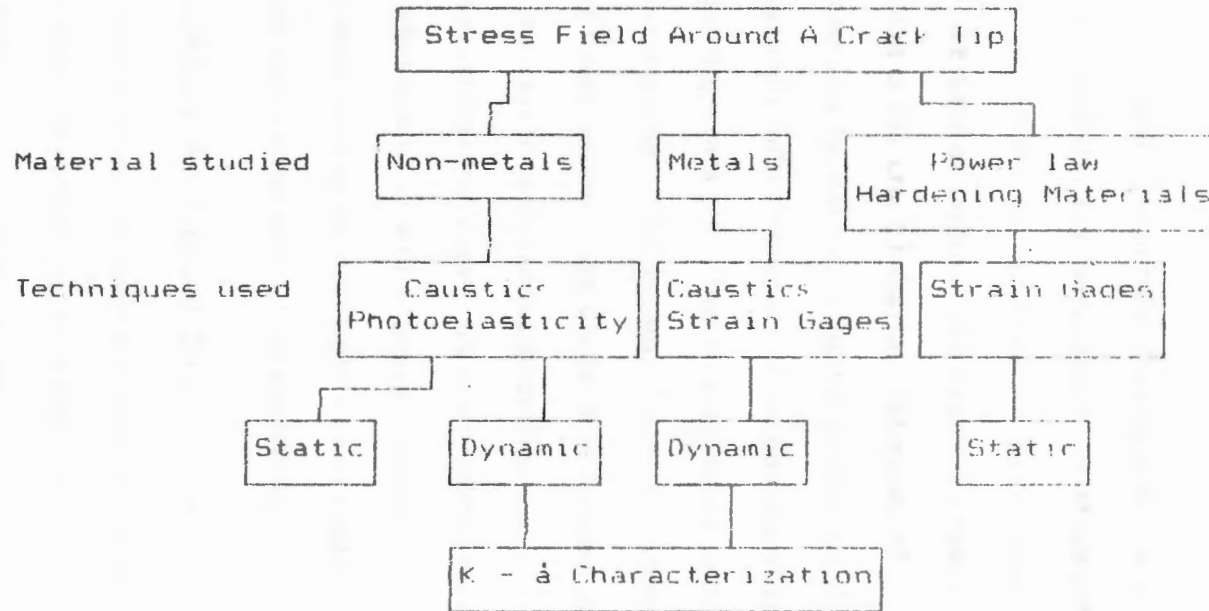 Stress Field Around A Crack Tip
Material studied
Non-metals
Metals
Power law
Hardening Materials
Techniques used
Caustics
Photoelasticity
Caustics
Strain Gages
Strain Gages
Static
Dynamic
Dynamic
Static
K - ȧ Characterization